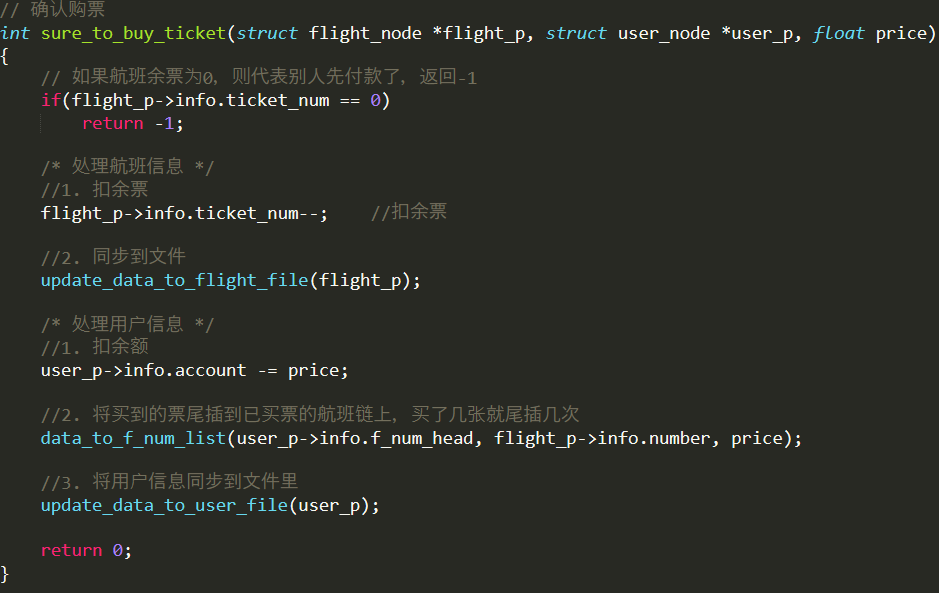 // 确认购票
int sure_to_buy_ticket(struct flight_node *flight_p, struct user_node *user_p, float price)
{
    // 如果航班余票为0, 则代表别人先付款了, 返回-1
    if(flight_p->info.ticket_num == 0)
        return -1;

    /* 处理航班信息 */
    //1. 扣余票
    flight_p->info.ticket_num--;    //扣余票

    //2. 同步到文件
    update_data_to_flight_file(flight_p);

    /* 处理用户信息 */
    //1. 扣余额
    user_p->info.account -= price;

    //2. 将买到的票尾插到已买票的航班链上, 买了几张就尾插几次
    data_to_f_num_list(user_p->info.f_num_head, flight_p->info.number, price);

    //3. 将用户信息同步到文件里
    update_data_to_user_file(user_p);

    return 0;
}